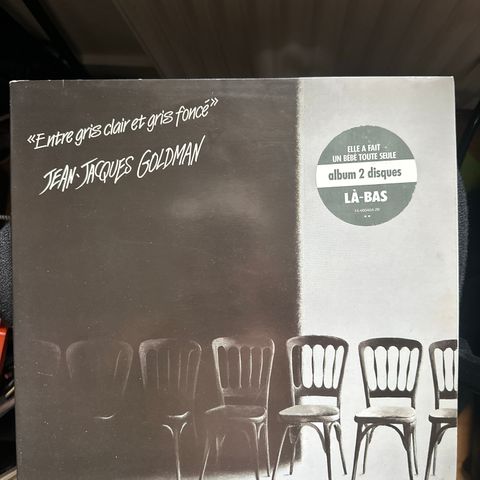 «Entre gris clair et gris foncé»
JEAN-JACQUES GOLDMAN
ELLE A FAIT
UN BÉBÉ TOUTE SEULE
album 2 disques
LÀ-BAS